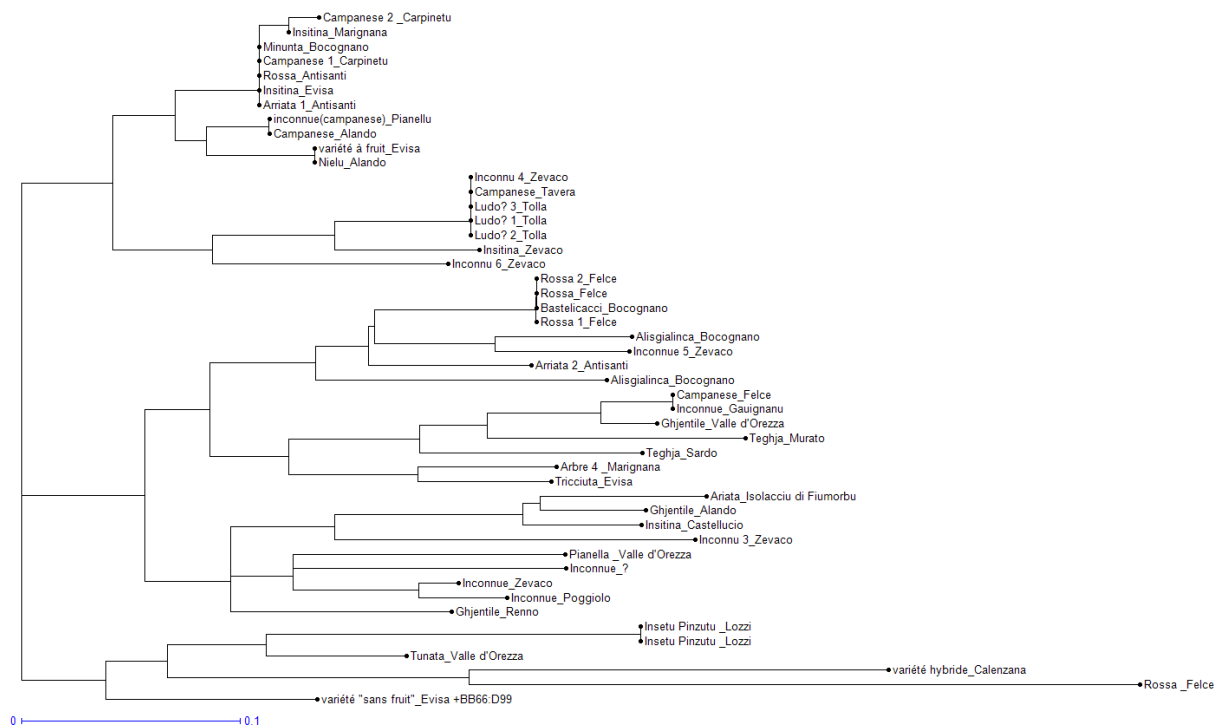 Campanese 2 _Carpinetu
Insitina_Marignana
Minunta_Bocognano
Campanese 1_Carpinetu
Rossa_Antisanti
Insitina_Evisa
Arriata 1_Antisanti
inconnue(campanese)_Pianellu
Campanese_Alando
variété à fruit_Evisa
Nielu_Alando
Inconnu 4_Zevaco
Campanese_Tavera
Ludo? 3_Tolla
Ludo? 1_Tolla
Ludo? 2_Tolla
Insitina_Zevaco
Inconnu 6_Zevaco
Rossa 2_Felce
Rossa_Felce
Bastelicacci_Bocognano
Rossa 1_Felce
Alisgialinca_Bocognano
Inconnue 5_Zevaco
Arriata 2_Antisanti
Alisgialinca_Bocognano
Campanese_Felce
Inconnue_Gauignanu
Ghjentile_Valle d'Orezza
Teghja_Murato
Teghja_Sardo
Arbre 4 _Marignana
Tricciuta_Evisa
Ariata_Isolacciu di Fiumorbu
Ghjentile_Alando
Insitina_Castellucio
Inconnu 3_Zevaco
Pianella _Valle d'Orezza
Inconnue_?
Inconnue_Zevaco
Inconnue_Poggiolo
Ghjentile_Renno
Insetu Pinzutu _Lozzi
Insetu Pinzutu _Lozzi
Tunata_Valle d'Orezza
variété hybride_Calenzana
Rossa _Felce
variété "sans fruit"_Evisa +BB66:D99
0 0.1